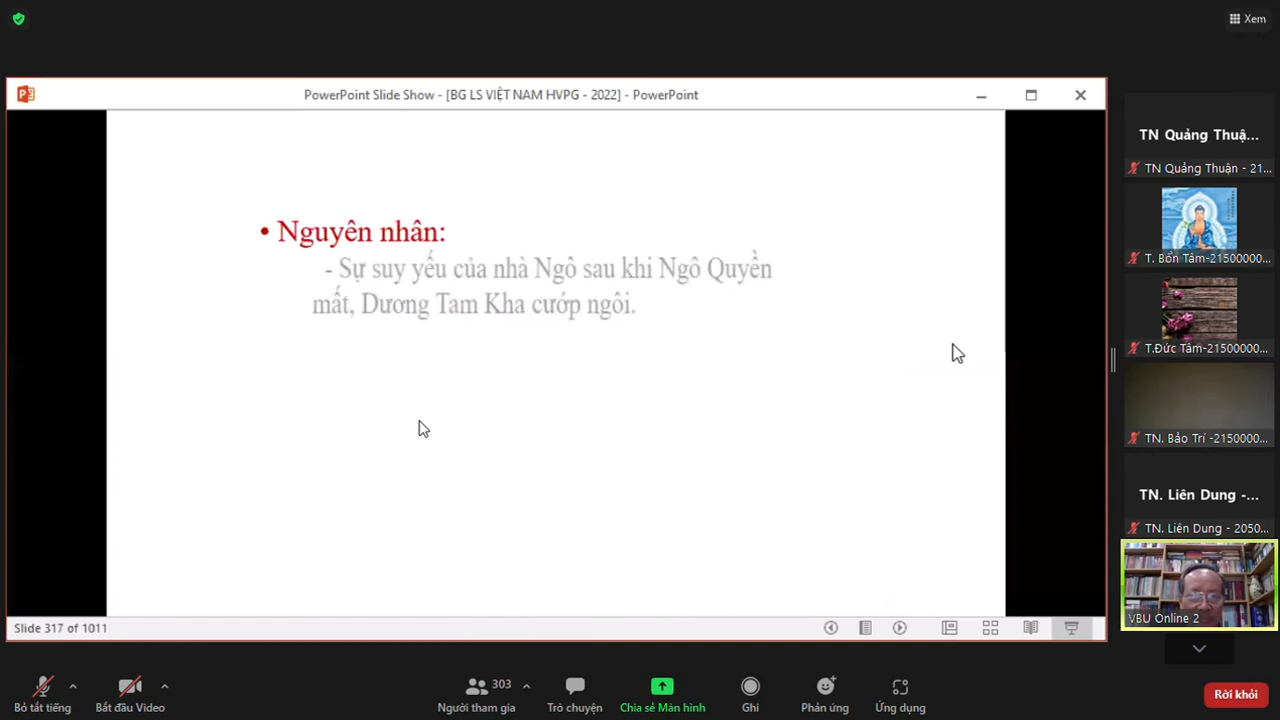 Xem
PowerPoint Slide Show - [BG LS VIỆT NAM HVPG - 2022] - PowerPoint
• Nguyên nhân:
- Sự suy yếu của nhà Ngô sau khi Ngô Quyền
mất, Dương Tam Kha cướp ngôi.
Slide 317 of 1011
TN Quảng Thuậ...
TN Quảng Thuận - 21...
T. Bổn Tâm-21500000...
T.Đức Tâm-21500000...
TN. Bảo Trí -2150000...
TN. Liên Dung -...
TN. Liên Dung - 2050...
VBU Online 2
Bỏ tắt tiếng
Bắt đầu Video
303
Người tham gia
Trò chuyện
Chia sẻ Màn hình
Ghi
Phản ứng
Ứng dụng
Rời khỏi